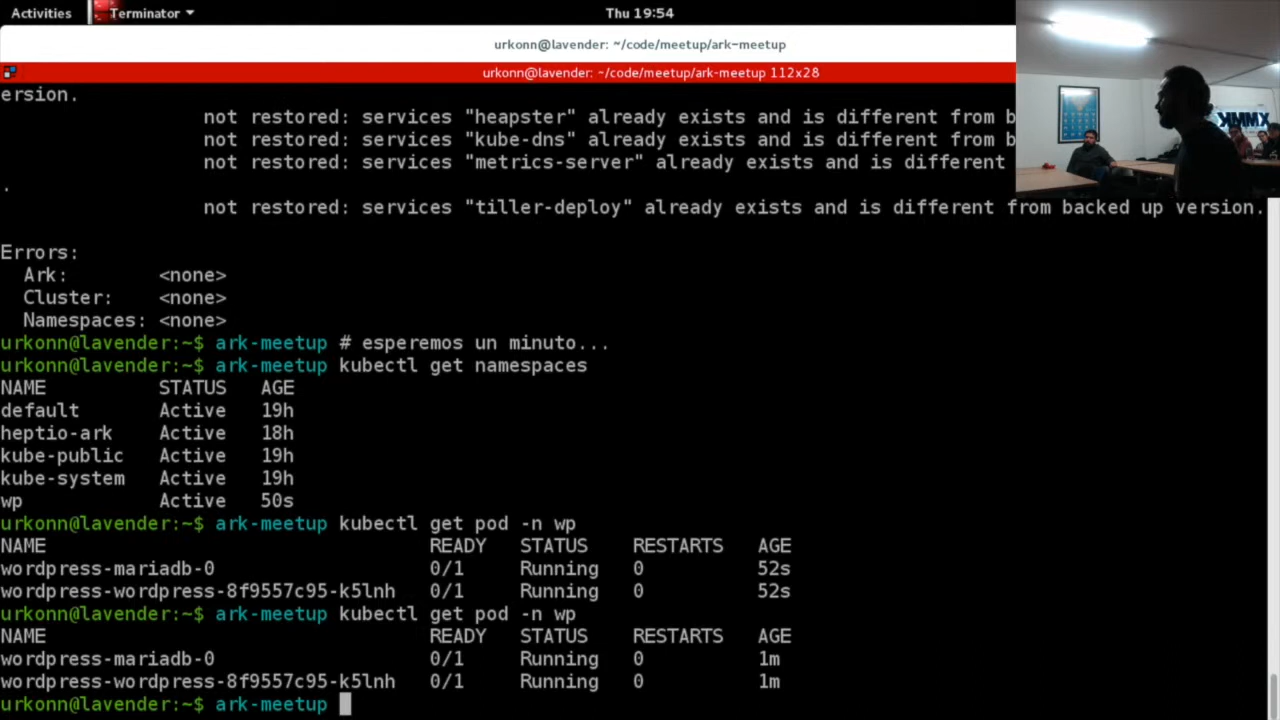 Activities Terminator Thu 19:54
urkonn@lavender: ~/code/meetup/ark-meetup
urkonn@lavender: ~/code/meetup/ark-meetup 112x28
ersion.
not restored: services "heapster" already exists and is different from b
not restored: services "kube-dns" already exists and is different from b
not restored: services "metrics-server" already exists and is different
.
not restored: services "tiller-deploy" already exists and is different from backed up version.
Errors:
Ark: <none>
Cluster: <none>
Namespaces: <none>
urkonn@lavender:~$ ark-meetup # esperemos un minuto...
urkonn@lavender:~$ ark-meetup kubectl get namespaces
NAME STATUS AGE
default Active 19h
heptio-ark Active 18h
kube-public Active 19h
kube-system Active 19h
wp Active 50s
urkonn@lavender:~$ ark-meetup kubectl get pod -n wp
NAME READY STATUS RESTARTS AGE
wordpress-mariadb-0 0/1 Running 0 52s
wordpress-wordpress-8f9557c95-k5lnh 0/1 Running 0 52s
urkonn@lavender:~$ ark-meetup kubectl get pod -n wp
NAME READY STATUS RESTARTS AGE
wordpress-mariadb-0 0/1 Running 0 1m
wordpress-wordpress-8f9557c95-k5lnh 0/1 Running 0 1m
urkonn@lavender:~$ ark-meetup